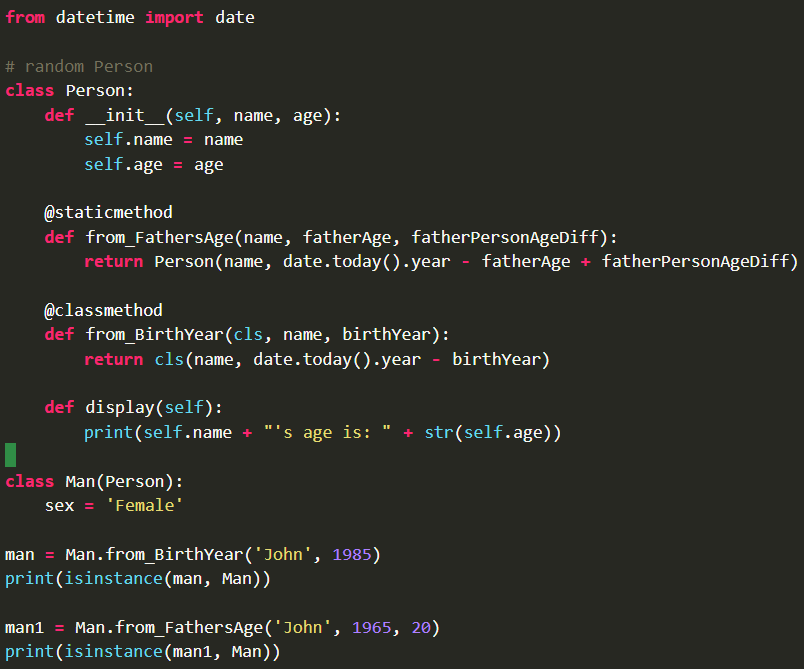 from datetime import date
# random Person
class Person:
    def __init__(self, name, age):
        self.name = name
        self.age = age
    @staticmethod
    def from_FathersAge(name, fatherAge, fatherPersonAgeDiff):
        return Person(name, date.today().year - fatherAge + fatherPersonAgeDiff)
    @classmethod
    def from_BirthYear(cls, name, birthYear):
        return cls(name, date.today().year - birthYear)
    def display(self):
        print(self.name + "'s age is: " + str(self.age))
class Man(Person):
    sex = 'Female'
man = Man.from_BirthYear('John', 1985)
print(isinstance(man, Man))
man1 = Man.from_FathersAge('John', 1965, 20)
print(isinstance(man1, Man))